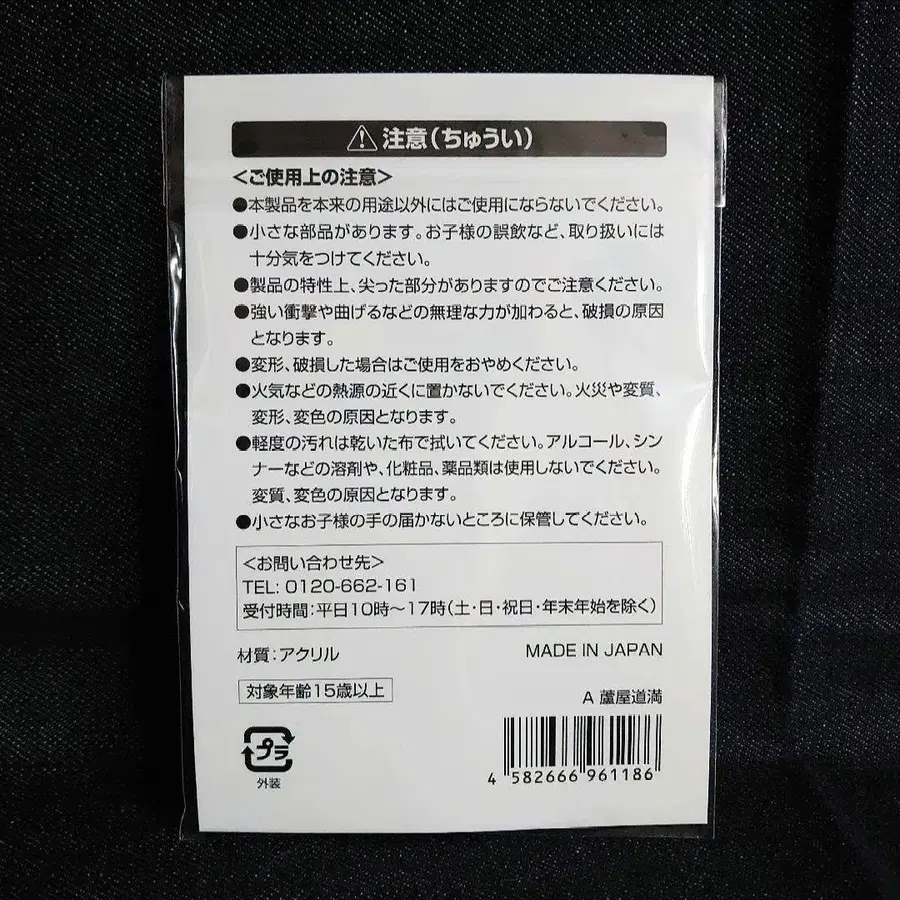 ⚠ 注意(ちゅうい)
<ご使用上の注意>
●本製品を本来の用途以外にはご使用にならないでください。
●小さな部品があります。お子様の誤飲など、取り扱いには
十分気をつけてください。
●製品の特性上、尖った部分がありますのでご注意ください。
●強い衝撃や曲げるなどの無理な力が加わると、破損の原因
となります。
●変形、破損した場合はご使用をおやめください。
●火気などの熱源の近くに置かないでください。火災や変質、
変形、変色の原因となります。
●軽度の汚れは乾いた布で拭いてください。アルコール、シン
ナーなどの溶剤や、化粧品、薬品類は使用しないでください。
変質、変色の原因となります。
●小さなお子様の手の届かないところに保管してください。
<お問い合わせ先>
TEL: 0120-662-161
受付時間:平日10時~17時(土・日・祝日・年末年始を除く)
材質:アクリル
MADE IN JAPAN
対象年齢15歳以上
A 蘆屋道満
プラ
外装
4 582666 961186